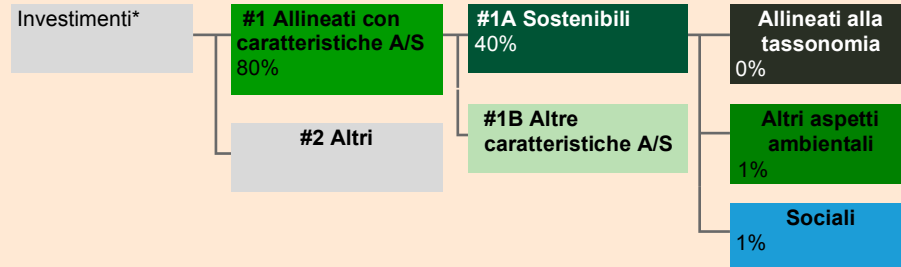 Investimenti*
#1 Allineati con
caratteristiche A/S
80%
#2 Altri
#1A Sostenibili
40%
#1B Altre
caratteristiche A/S
Allineati alla
tassonomia
0%
Altri aspetti
ambientali
1%
Sociali
1%